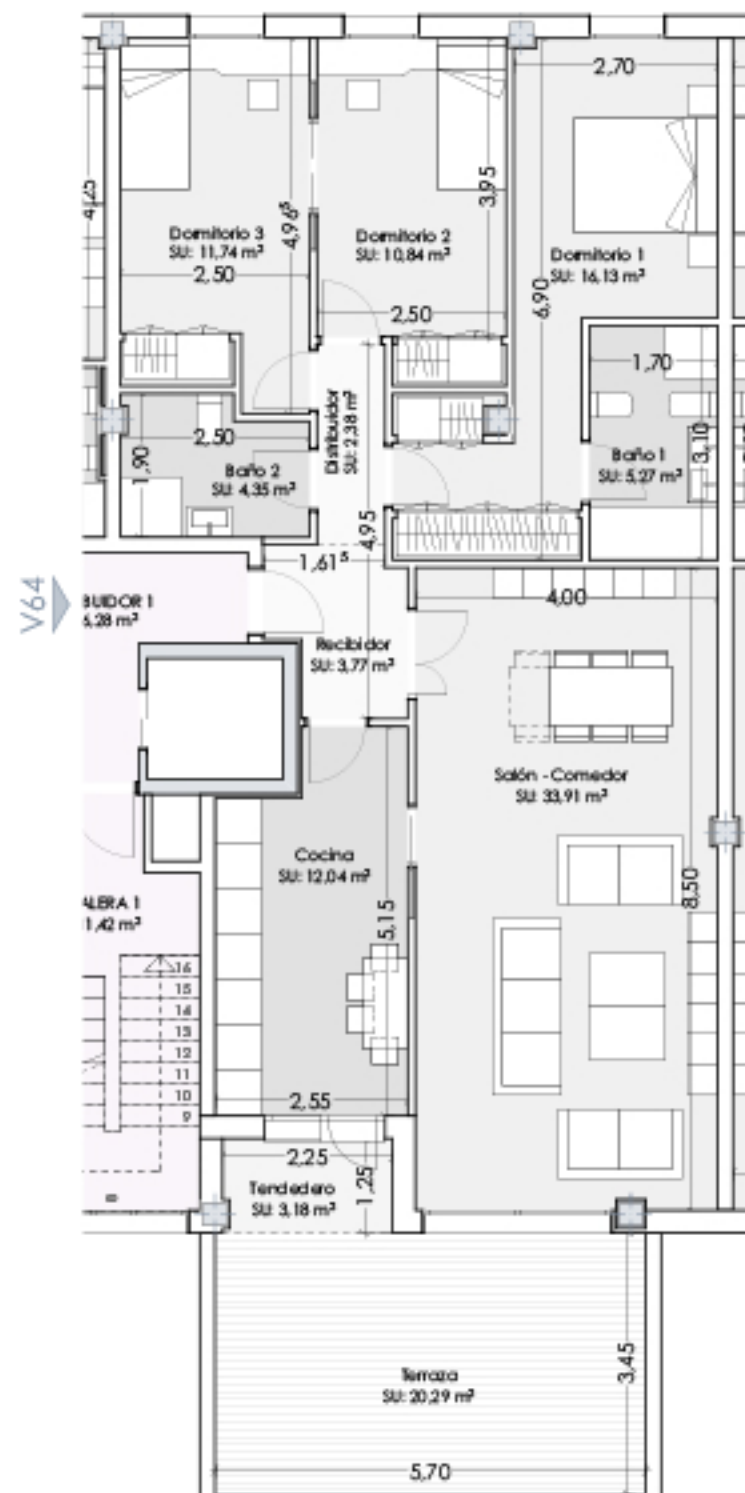 2,70
4,25
4,96⁵
3,95
Dormitorio 3
SU: 11,74 m²
2,50
Dormitorio 2
SU: 10,84 m²
2,50
Dormitorio 1
SU: 16,13 m²
6,90
1,70
Distribuidor
SU: 2,38 m²
2,50
1,90
Baño 2
SU: 4,35 m²
Baño 1
SU: 5,27 m²
3,10
4,95
1,61⁵
V64
BUIDOR 1
6,28 m²
4,00
Recibidor
SU: 3,77 m²
Salón - Comedor
SU: 33,91 m²
Cocina
SU: 12,04 m²
8,50
5,15
ALERA 1
1,42 m²
16
15
14
13
12
11
10
9
2,55
2,25
1,25
Tendedero
SU: 3,18 m²
Terraza
SU: 20,29 m²
3,45
5,70